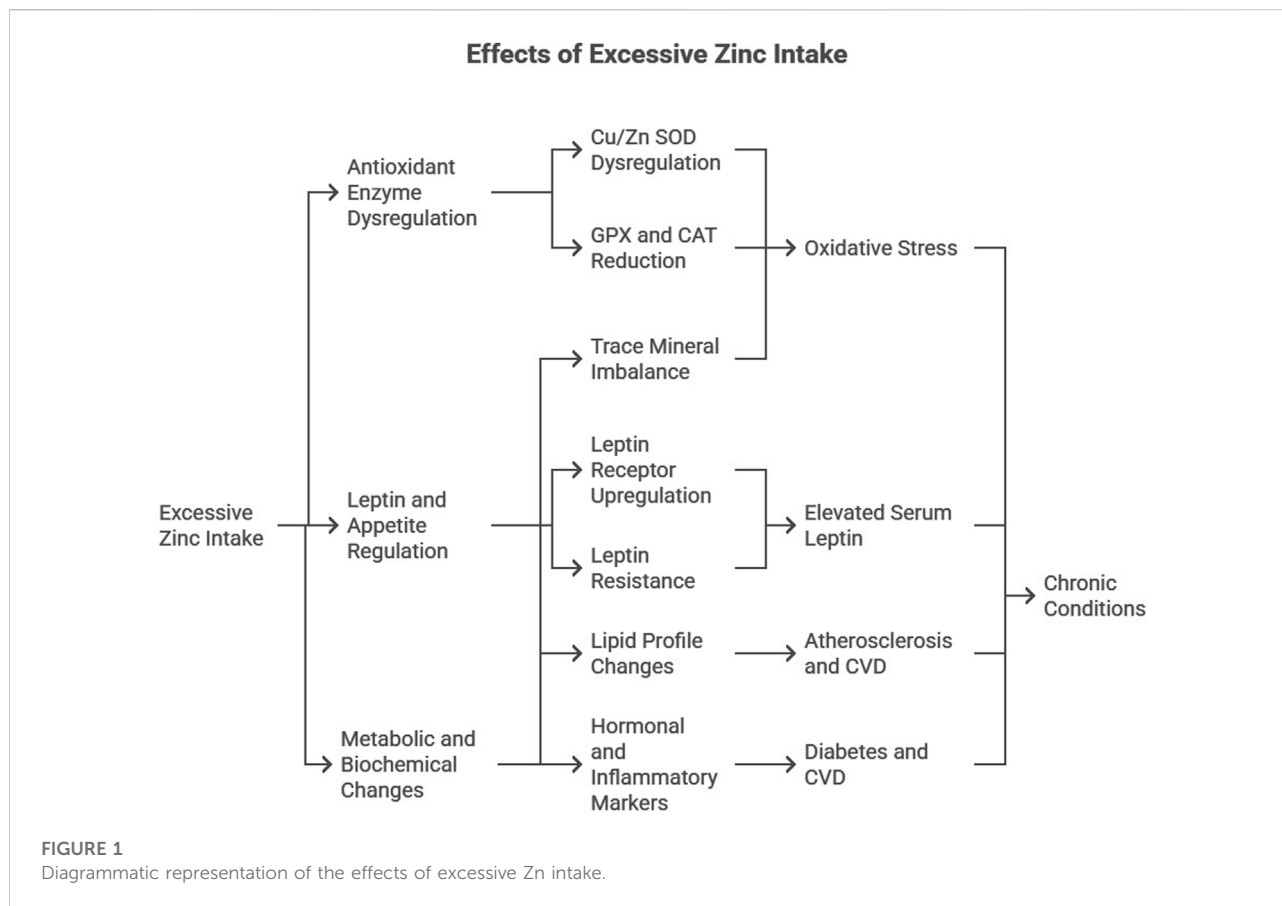 Effects of Excessive Zinc Intake
Excessive
Zinc Intake
Antioxidant
Enzyme
Dysregulation
Leptin and
Appetite
Regulation
Metabolic and
Biochemical
Changes
Cu/Zn SOD
Dysregulation
GPX and CAT
Reduction
Trace Mineral
Imbalance
Leptin
Receptor
Upregulation
Leptin
Resistance
Lipid Profile
Changes
Hormonal
and
Inflammatory
Markers
Oxidative Stress
Elevated Serum
Leptin
Atherosclerosis
and CVD
Diabetes and
CVD
Chronic
Conditions
FIGURE 1
Diagrammatic representation of the effects of excessive Zn intake.